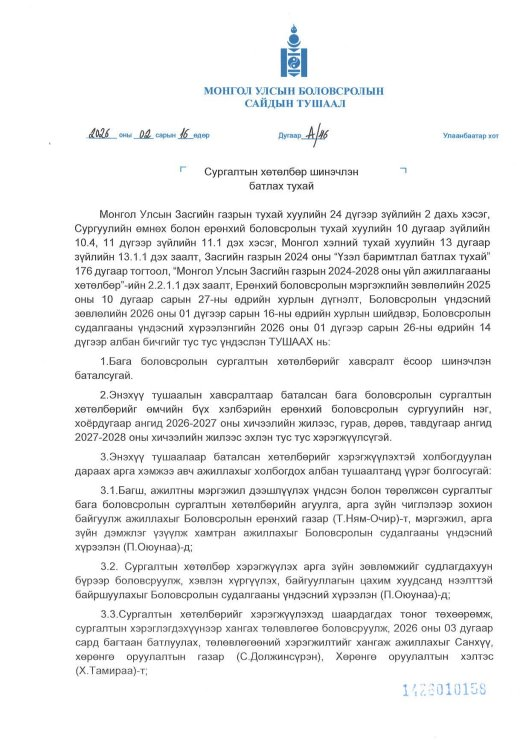 МОНГОЛ УЛСЫН БОЛОВСРОЛЫН
САЙДЫН ТУШААЛ
2026 оны 02 сарын 16 өдөр Дугаар А/46 Улаанбаатар хот
Сургалтын хөтөлбөр шинэчлэн
батлах тухай
Монгол Улсын Засгийн газрын тухай хуулийн 24 дүгээр зүйлийн 2 дахь хэсэг,
Сургуулийн өмнөх болон ерөнхий боловсролын тухай хуулийн 10 дугаар зүйлийн
10.4, 11 дүгээр зүйлийн 11.1 дэх хэсэг, Монгол хэлний тухай хуулийн 13 дугаар
зүйлийн 13.1.1 дэх заалт, Засгийн газрын 2024 оны “Үзэл баримтлал батлах тухай”
176 дугаар тогтоол, “Монгол Улсын Засгийн газрын 2024-2028 оны үйл ажиллагааны
хөтөлбөр”-ийн 2.2.1.1 дэх заалт, Ерөнхий боловсролын мэргэжлийн зөвлөлийн 2025
оны 10 дугаар сарын 27-ны өдрийн хурлын дүгнэлт, Боловсролын үндэсний
зөвлөлийн 2026 оны 01 дүгээр сарын 16-ны өдрийн хурлын шийдвэр, Боловсролын
судалгааны үндэсний хүрээлэнгийн 2026 оны 01 дүгээр сарын 26-ны өдрийн 14
дүгээр албан бичгийг тус тус үндэслэн ТУШААХ нь:
1.Бага боловсролын сургалтын хөтөлбөрийг хавсралт ёсоор шинэчлэн
баталсугай.
2.Энэхүү тушаалын хавсралтаар баталсан бага боловсролын сургалтын
хөтөлбөрийг өмчийн бүх хэлбэрийн ерөнхий боловсролын сургуулийн нэг,
хоёрдугаар ангид 2026-2027 оны хичээлийн жилээс, гурав, дөрөв, тавдугаар ангид
2027-2028 оны хичээлийн жилээс эхлэн тус тус хэрэгжүүлсүгэй.
3.Энэхүү тушаалаар баталсан хөтөлбөрийг хэрэгжүүлэхтэй холбогдуулан
дараах арга хэмжээ авч ажиллахыг холбогдох албан тушаалтанд үүрэг болгосугай:
3.1.Багш, ажилтны мэргэжил дээшлүүлэх үндсэн болон төрөлжсөн сургалтыг
бага боловсролын сургалтын хөтөлбөрийн агуулга, арга зүйн чиглэлээр зохион
байгуулж ажиллахыг Боловсролын ерөнхий газар (Т.Ням-Очир)-т, мэргэжил, арга
зүйн дэмжлэг үзүүлж хамтран ажиллахыг Боловсролын судалгааны үндэсний
хүрээлэн (П.Оюунаа)-д;
3.2. Сургалтын хөтөлбөр хэрэгжүүлэх арга зүйн зөвлөмжийг судлагдахуун
бүрээр боловсруулж, хэвлэн хүргүүлэх, байгууллагын цахим хуудсанд нээлттэй
байршуулахыг Боловсролын судалгааны үндэсний хүрээлэн (П.Оюунаа)-д;
3.3.Сургалтын хөтөлбөрийг хэрэгжүүлэхэд шаардагдах тоног төхөөрөмж,
сургалтын хэрэглэгдэхүүнээр хангах төлөвлөгөө боловсруулж, 2026 оны 03 дугаар
сард багтаан батлуулах, төлөвлөгөөний хэрэгжилтийг хангаж ажиллахыг Санхүү,
хөрөнгө оруулалтын газар (С.Должинсүрэн), Хөрөнгө оруулалтын хэлтэс
(Х.Тамираа)-т;
1426010158